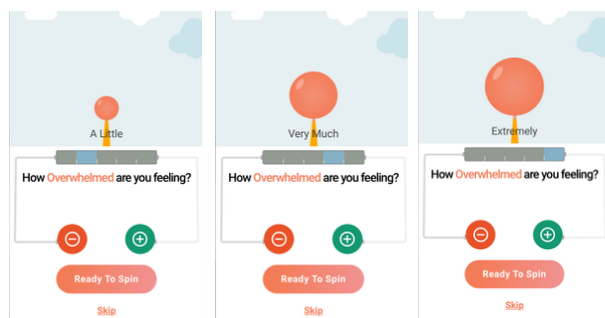 A Little
How Overwhelmed are you feeling?
Ready To Spin
Skip
Very Much
How Overwhelmed are you feeling?
Ready To Spin
Skip
Extremely
How Overwhelmed are you feeling?
Ready To Spin
Skip